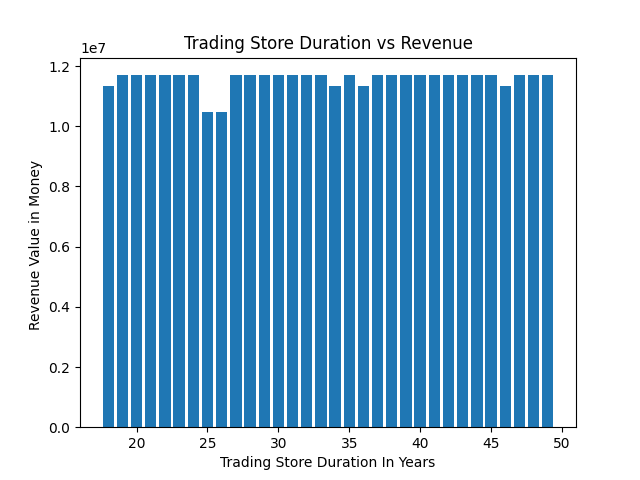 Trading Store Duration vs Revenue
1e7
1.2
1.0
0.8
0.6
0.4
0.2
0.0
Revenue Value in Money
20 25 30 35 40 45 50
Trading Store Duration In Years